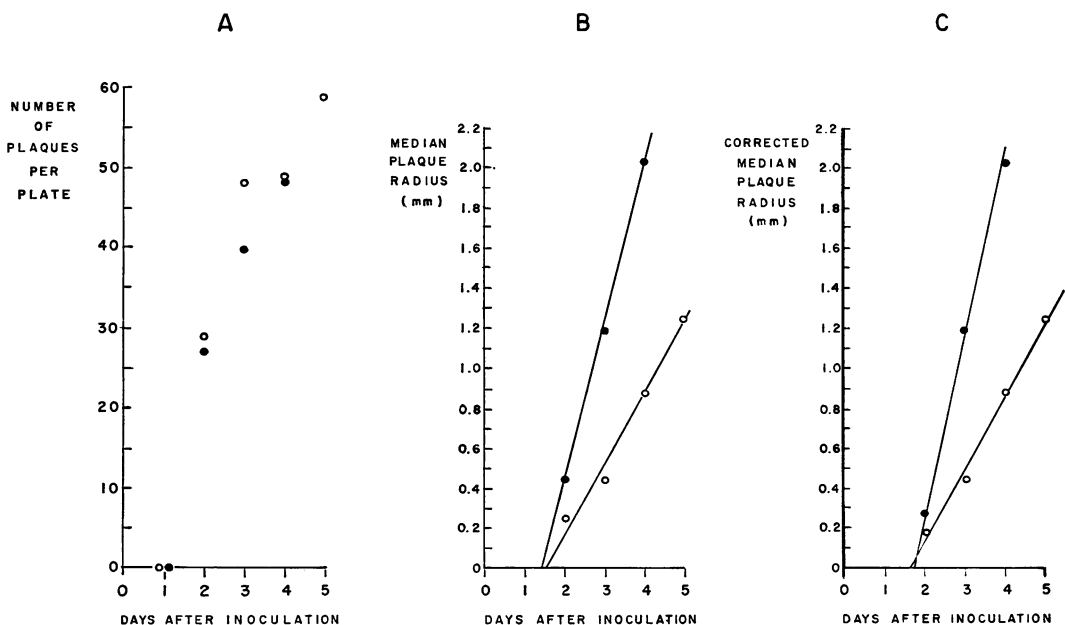 A
NUMBER
OF
PLAQUES
PER
PLATE
60
50
40
30
20
10
0
0 1 2 3 4 5
DAYS AFTER INOCULATION
B
MEDIAN
PLAQUE
RADIUS
(mm)
2.2
2.0
1.8
1.6
1.4
1.2
1.0
0.8
0.6
0.4
0.2
0
0 1 2 3 4 5
DAYS AFTER INOCULATION
C
CORRECTED
MEDIAN
PLAQUE
RADIUS
(mm)
2.2
2.0
1.8
1.6
1.4
1.2
1.0
0.8
0.6
0.4
0.2
0
0 1 2 3 4 5
DAYS AFTER INOCULATION